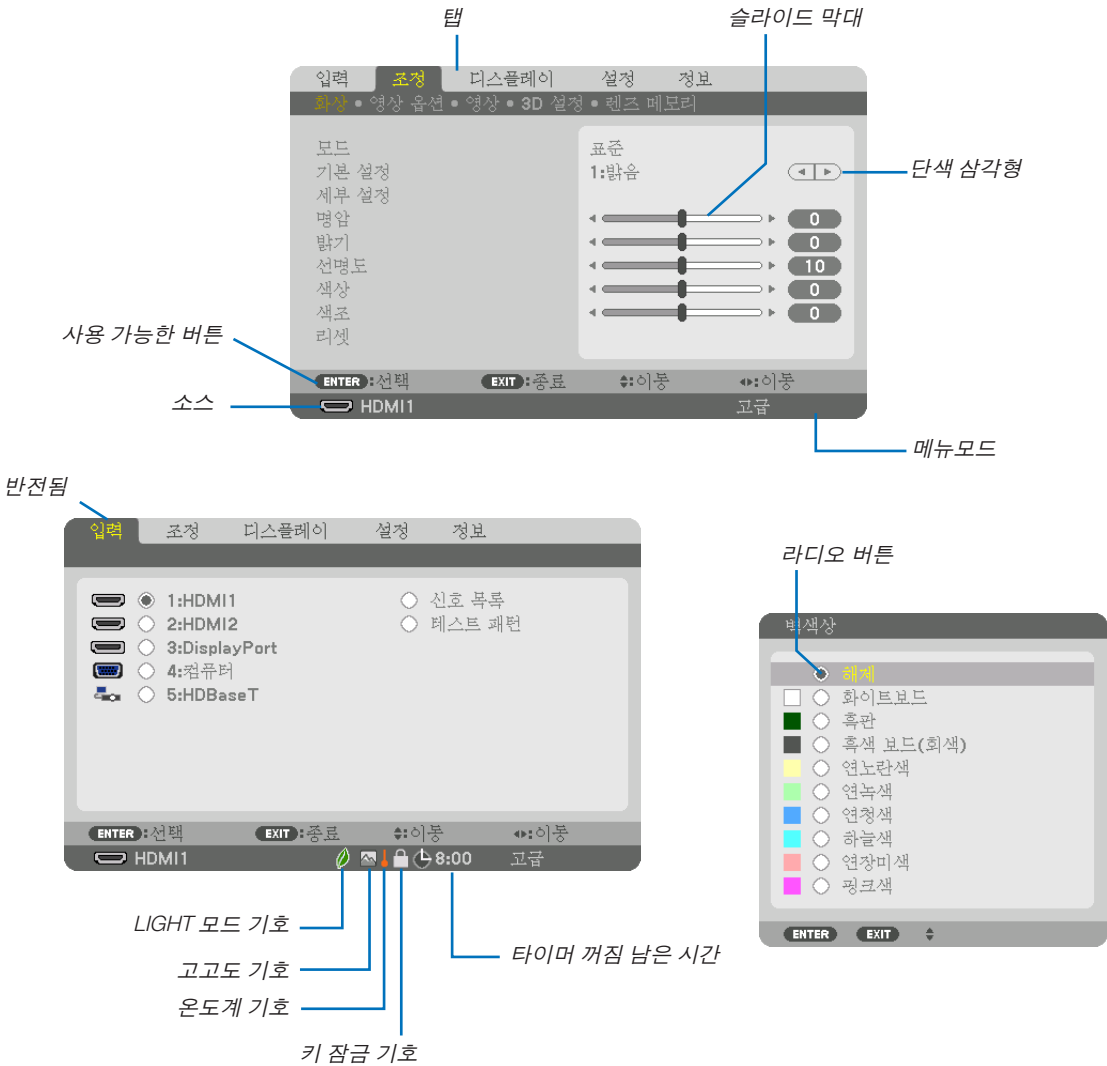 탭 슬라이드 막대
입력 조정 디스플레이 설정 정보
화상 • 영상 옵션 • 영상 • 3D 설정 • 렌즈 메모리
모드 표준
기본 설정 1:밝음
단색 삼각형
세부 설정
명암 0
밝기 0
선명도 10
색상 0
색조 0
리셋
사용 가능한 버튼
ENTER:선택 EXIT:종료 :이동 :이동
소스
HDMI1 고급
메뉴모드
반전됨
입력 조정 디스플레이 설정 정보
1:HDMI1 신호 목록
2:HDMI2 테스트 패턴
3:DisplayPort
4:컴퓨터
5:HDBaseT
ENTER:선택 EXIT:종료 :이동 :이동
HDMI1 8:00 고급
LIGHT 모드 기호
고고도 기호
온도계 기호
키 잠금 기호
타이머 꺼짐 남은 시간
라디오 버튼
벽색상
해제
화이트보드
흑판
흑색 보드(회색)
연노란색
연녹색
연청색
하늘색
연장미색
핑크색
ENTER EXIT